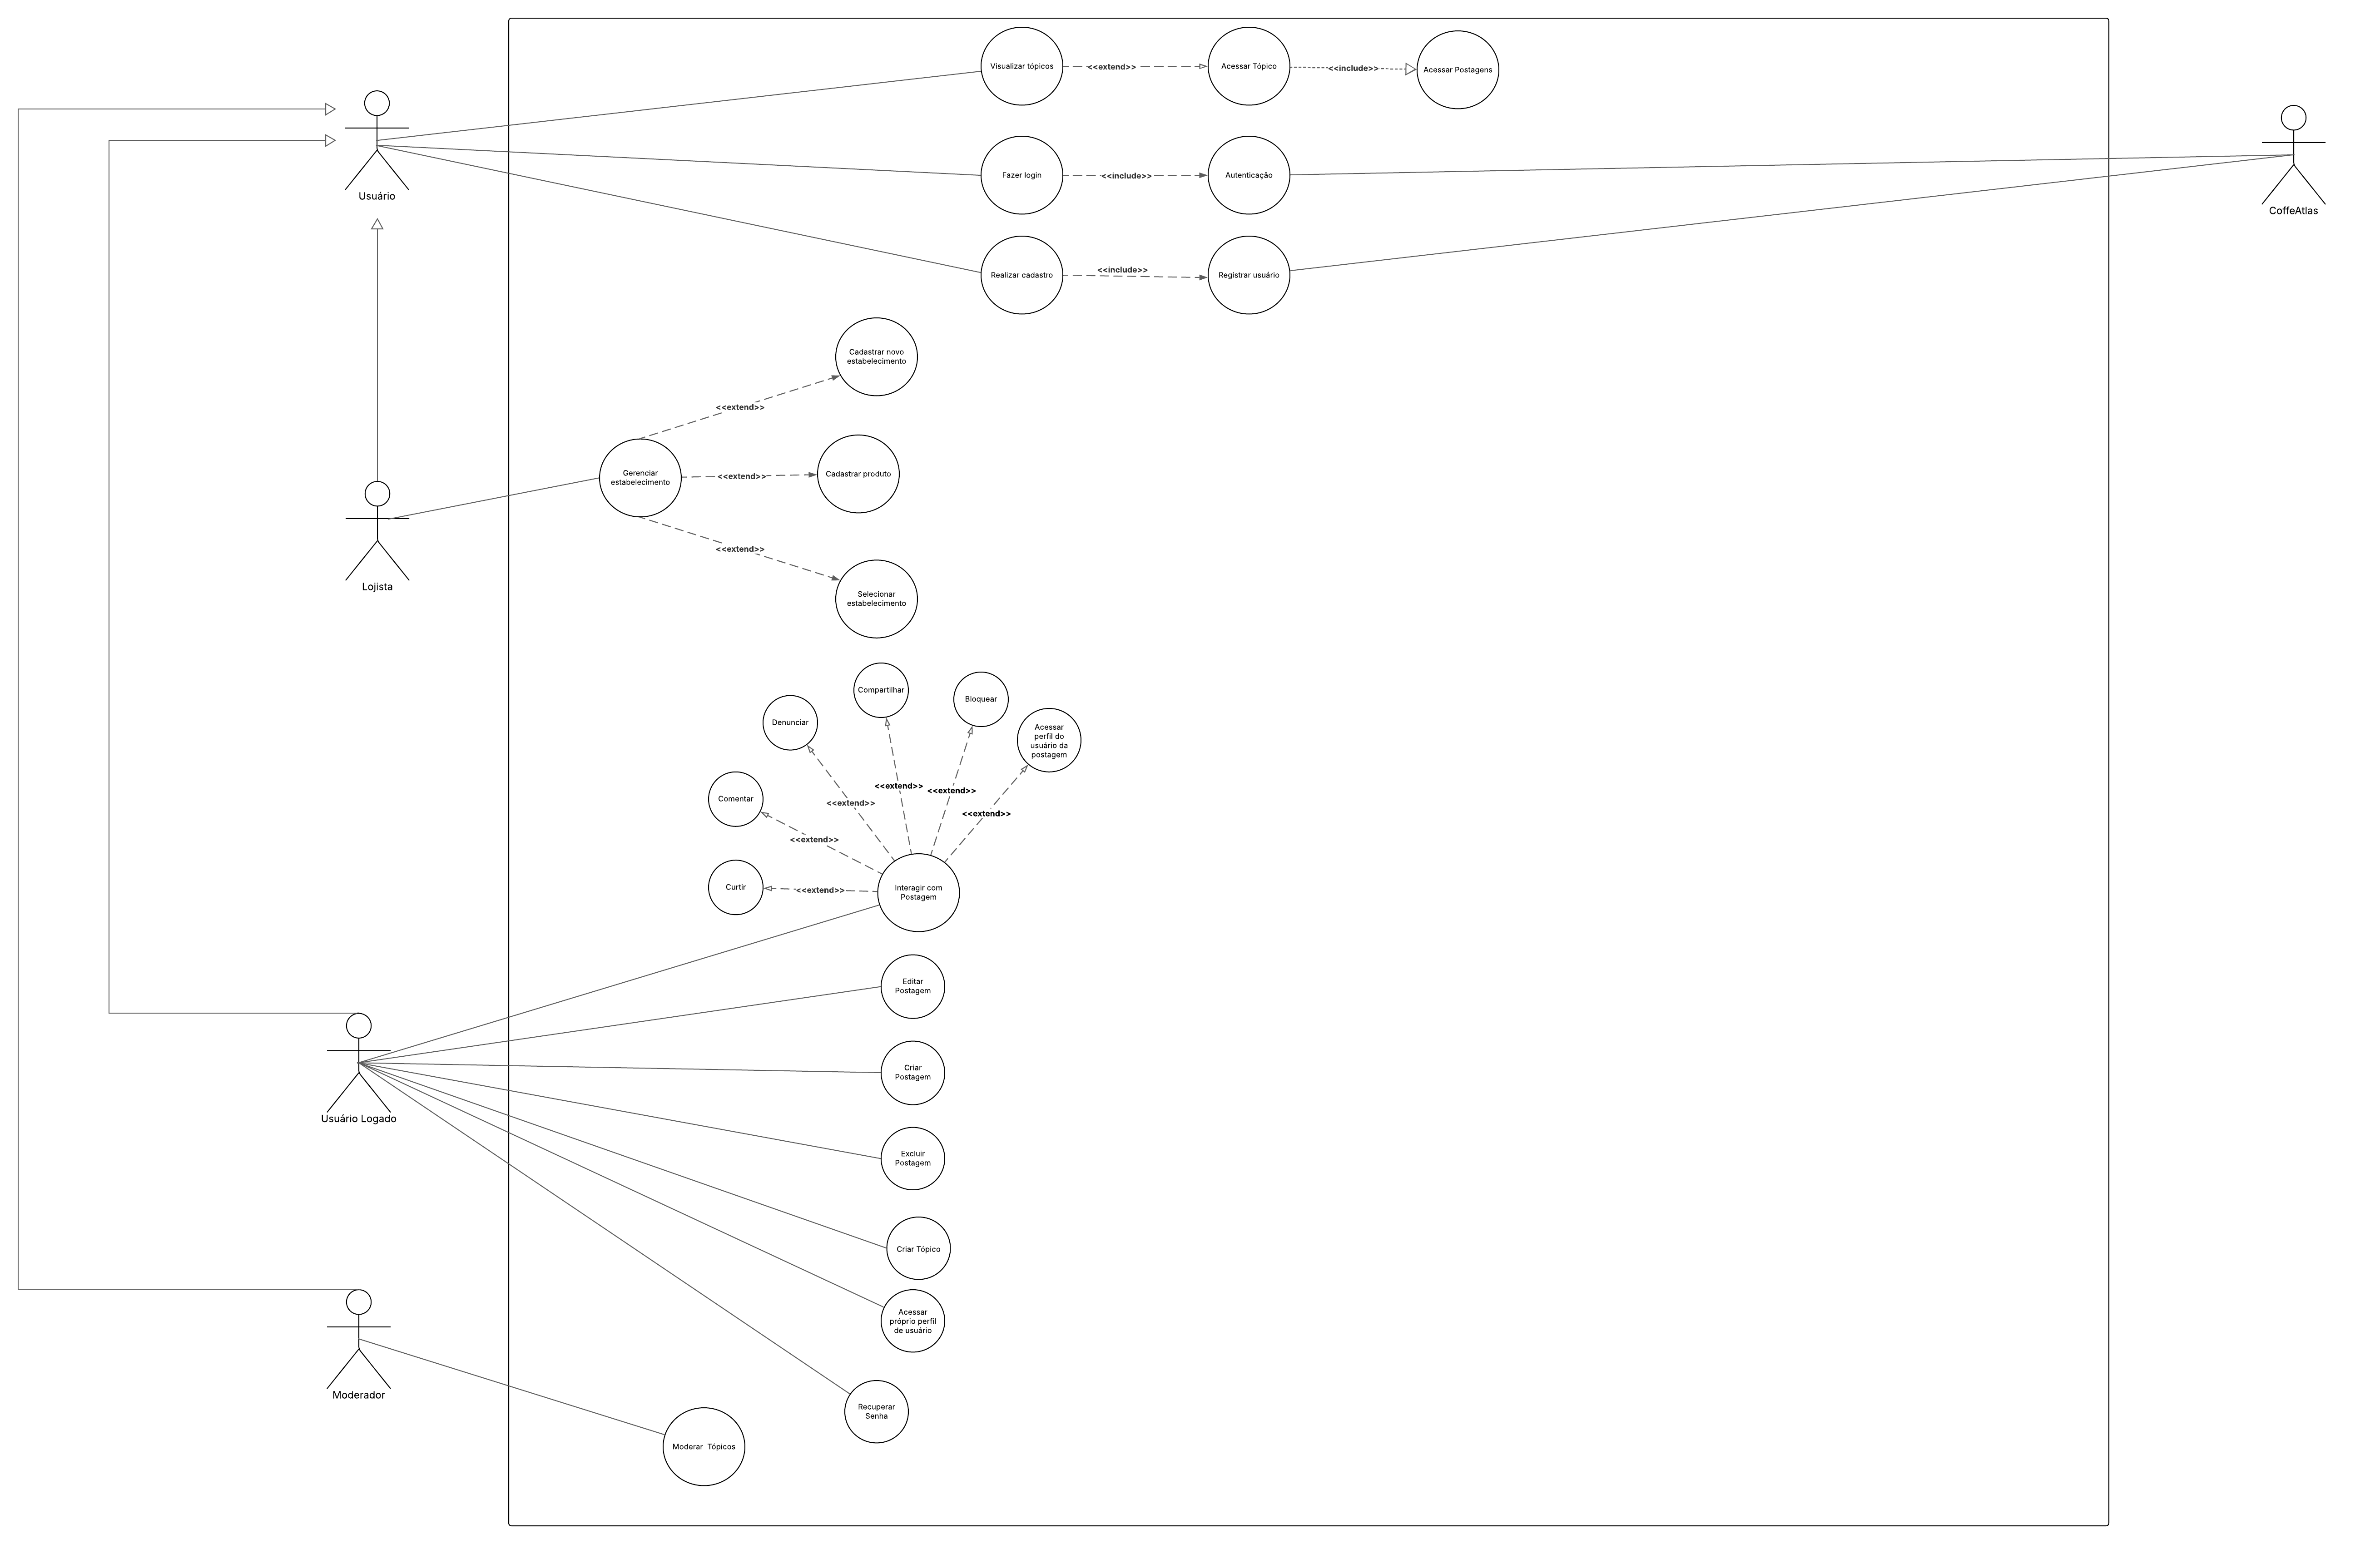 Visualizar tópicos
<<extend>>
Acessar Tópico
<<include>>
Acessar Postagens
Usuário
Fazer login
<<include>>
Autenticação
CoffeAtlas
Realizar cadastro
<<include>>
Registrar usuário
Cadastrar novo
estabelecimento
<<extend>>
Gerenciar
estabelecimento
<<extend>>
Cadastrar produto
<<extend>>
Selecionar
estabelecimento
Lojista
Compartilhar
Bloquear
Denunciar
Acessar
perfil do
usuário da
postagem
<<extend>>
<<extend>>
<<extend>>
<<extend>>
Comentar
<<extend>>
Curtir
<<extend>>
Interagir com
Postagem
Editar
Postagem
Criar
Postagem
Usuário Logado
Excluir
Postagem
Criar Tópico
Acessar
próprio perfil
de usuário
Moderador
Recuperar
Senha
Moderar  Tópicos